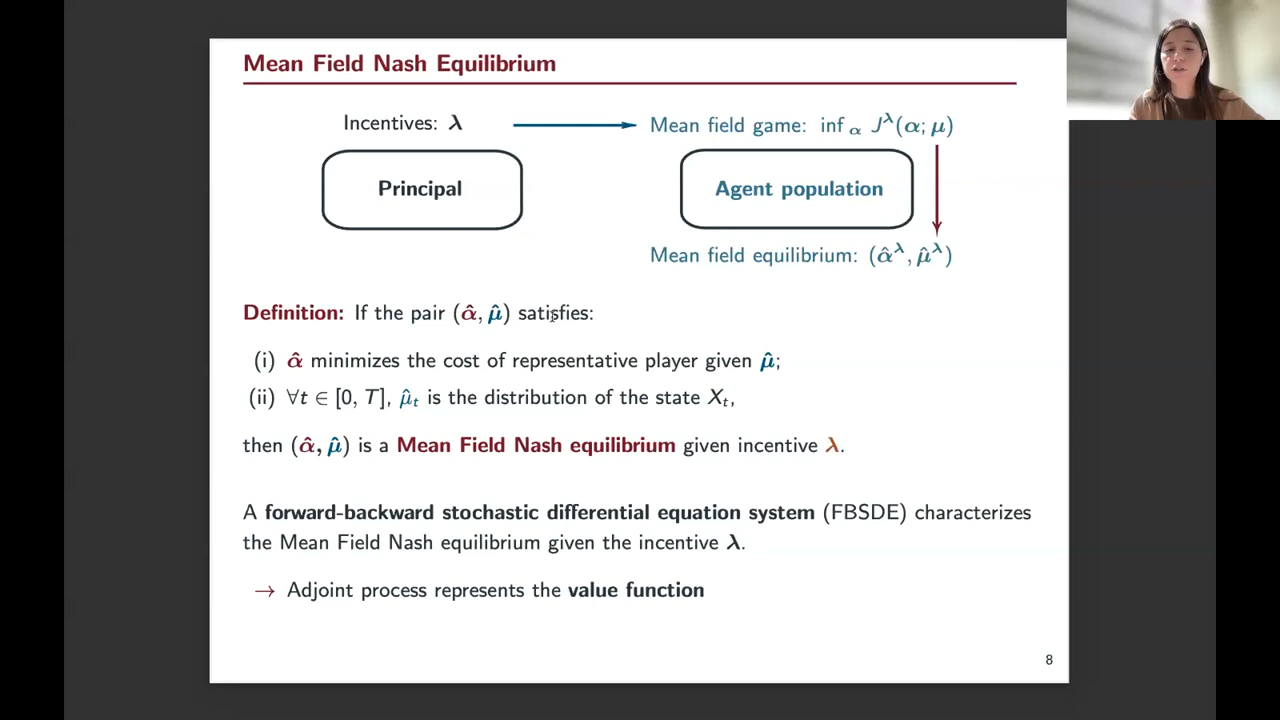 Mean Field Nash Equilibrium
Incentives: λ
Mean field game: inf α J^λ(α; μ)
Principal
Agent population
Mean field equilibrium: (α̂^λ, μ̂^λ)
Definition: If the pair (α̂, μ̂) satisfies:
(i) α̂ minimizes the cost of representative player given μ̂;
(ii) ∀t ∈ [0, T], μ̂_t is the distribution of the state X_t,
then (α̂, μ̂) is a Mean Field Nash equilibrium given incentive λ.
A forward-backward stochastic differential equation system (FBSDE) characterizes
the Mean Field Nash equilibrium given the incentive λ.
→ Adjoint process represents the value function
8